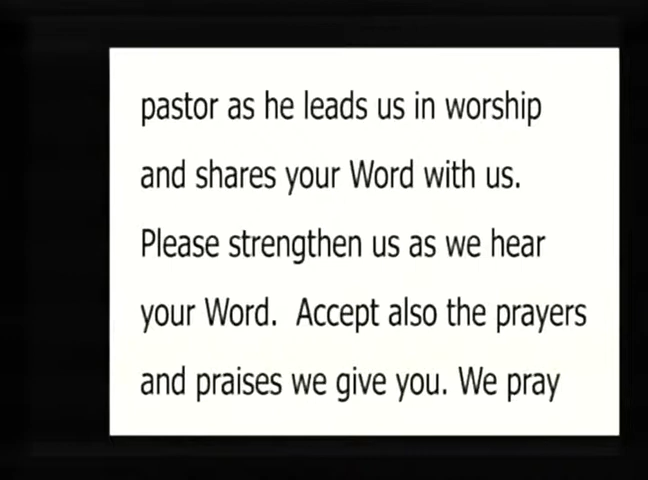 pastor as he leads us in worship
and shares your Word with us.
Please strengthen us as we hear
your Word.  Accept also the prayers
and praises we give you. We pray